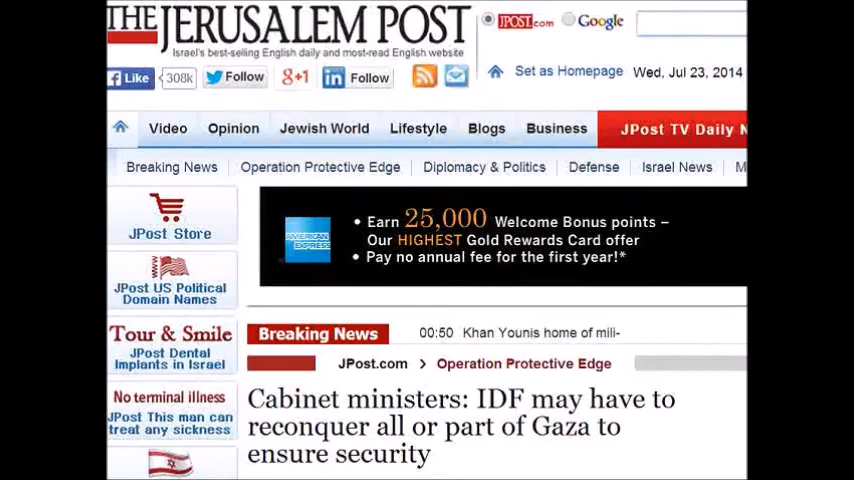 THE JERUSALEM POST
JPOST.com Google
Israel's best-selling English daily and most-read English website
Like 308k Follow g+1 in Follow
Set as Homepage Wed, Jul 23, 2014
Video Opinion Jewish World Lifestyle Blogs Business JPost TV Daily N
Breaking News Operation Protective Edge Diplomacy & Politics Defense Israel News M
JPost Store
JPost US Political
Domain Names
Tour & Smile
JPost Dental
Implants in Israel
No terminal illness
JPost This man can
treat any sickness
AMERICAN
EXPRESS
• Earn 25,000 Welcome Bonus points –
Our HIGHEST Gold Rewards Card offer
• Pay no annual fee for the first year!*
Breaking News 00:50 Khan Younis home of mili-
JPost.com > Operation Protective Edge
Cabinet ministers: IDF may have to
reconquer all or part of Gaza to
ensure security